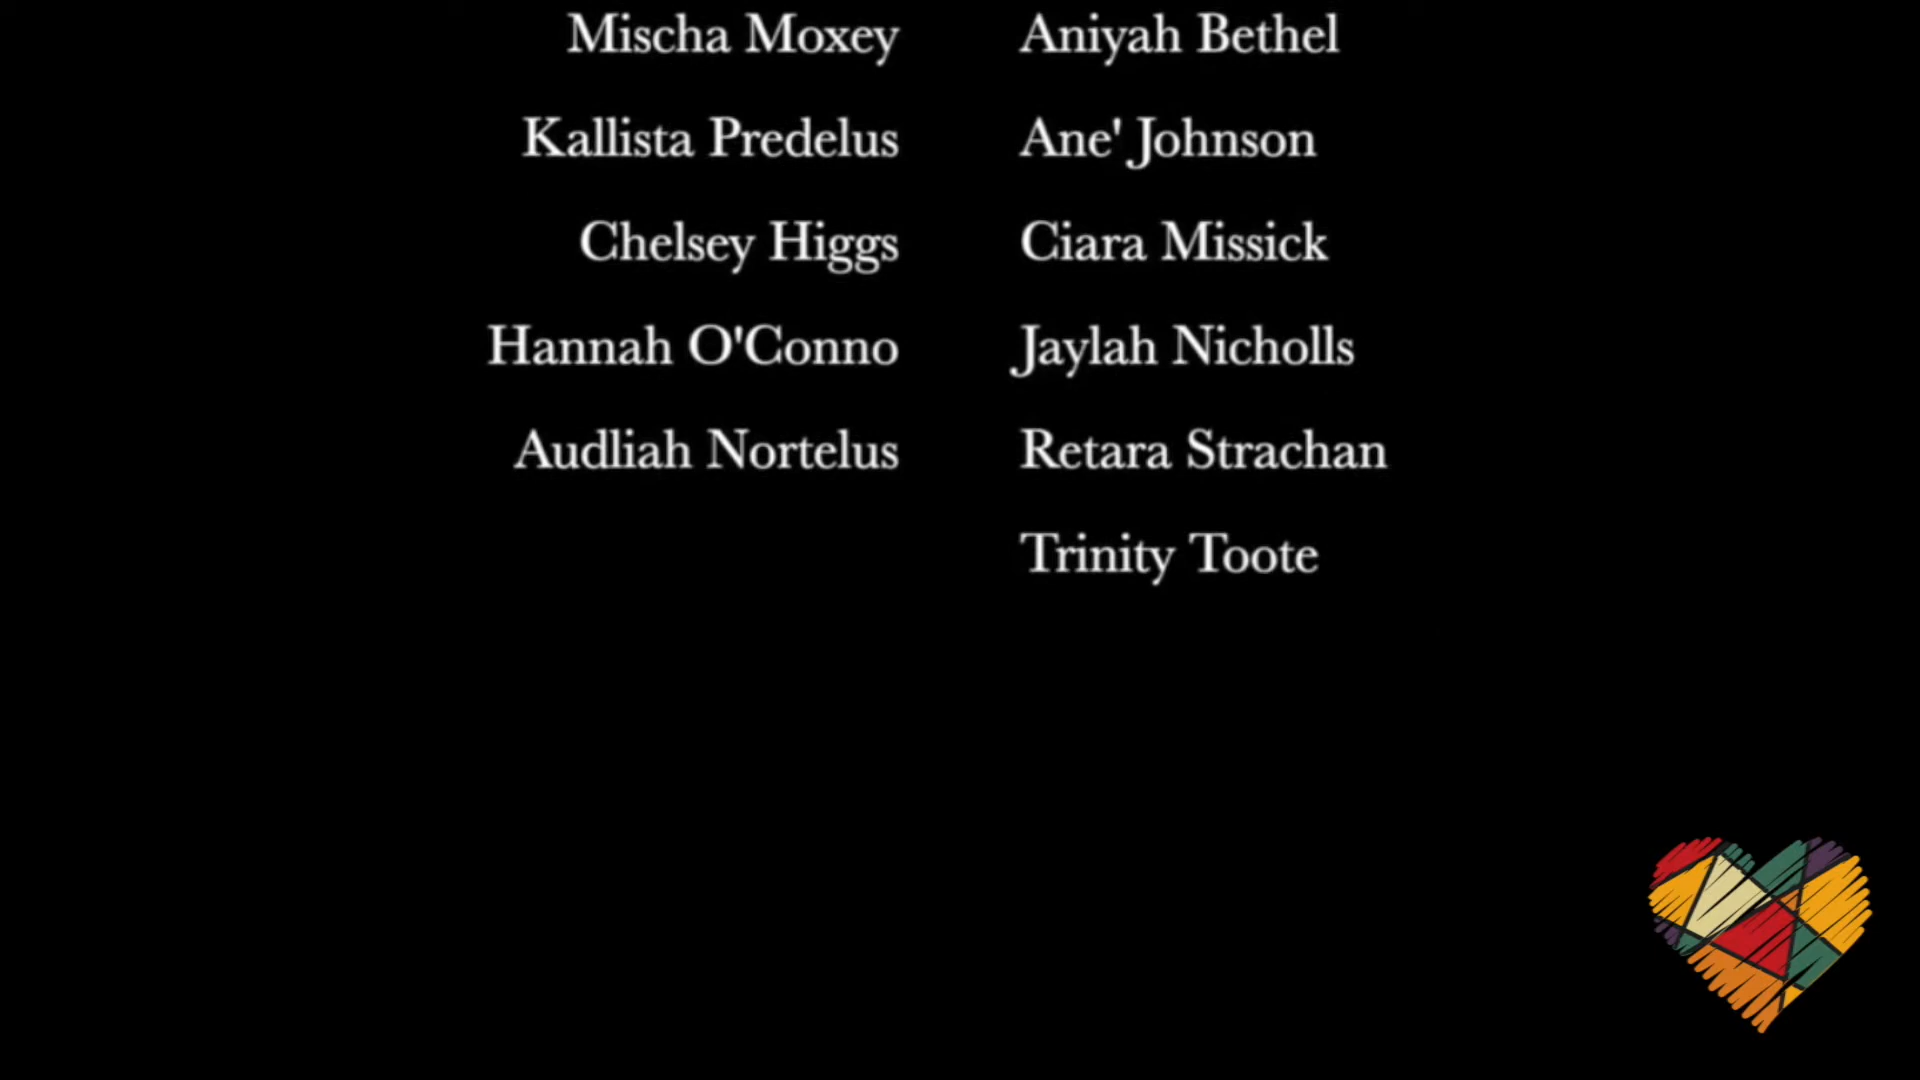 Mischa Moxey Aniyah Bethel
Kallista Predelus Ane' Johnson
Chelsey Higgs Ciara Missick
Hannah O'Conno Jaylah Nicholls
Audliah Nortelus Retara Strachan
Trinity Toote